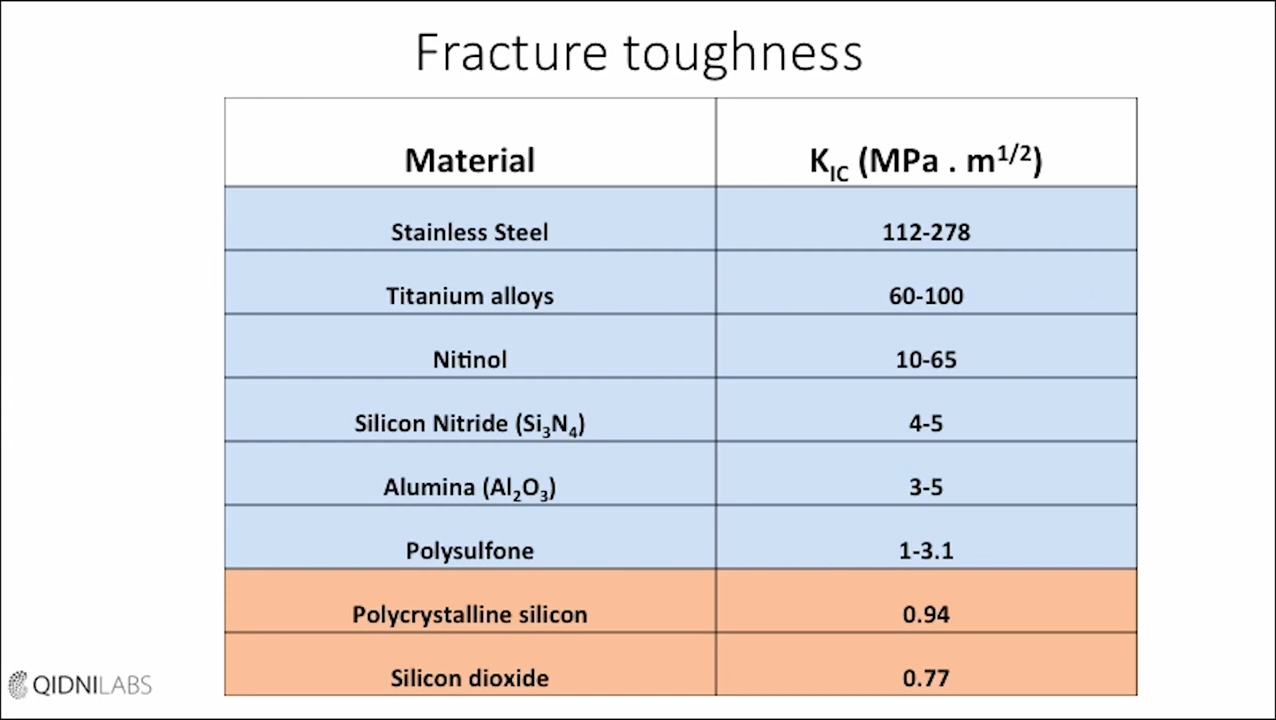 Fracture toughness
Material K_IC (MPa . m^1/2)
Stainless Steel 112-278
Titanium alloys 60-100
Nitinol 10-65
Silicon Nitride (Si₃N₄) 4-5
Alumina (Al₂O₃) 3-5
Polysulfone 1-3.1
Polycrystalline silicon 0.94
Silicon dioxide 0.77
QIDNILABS